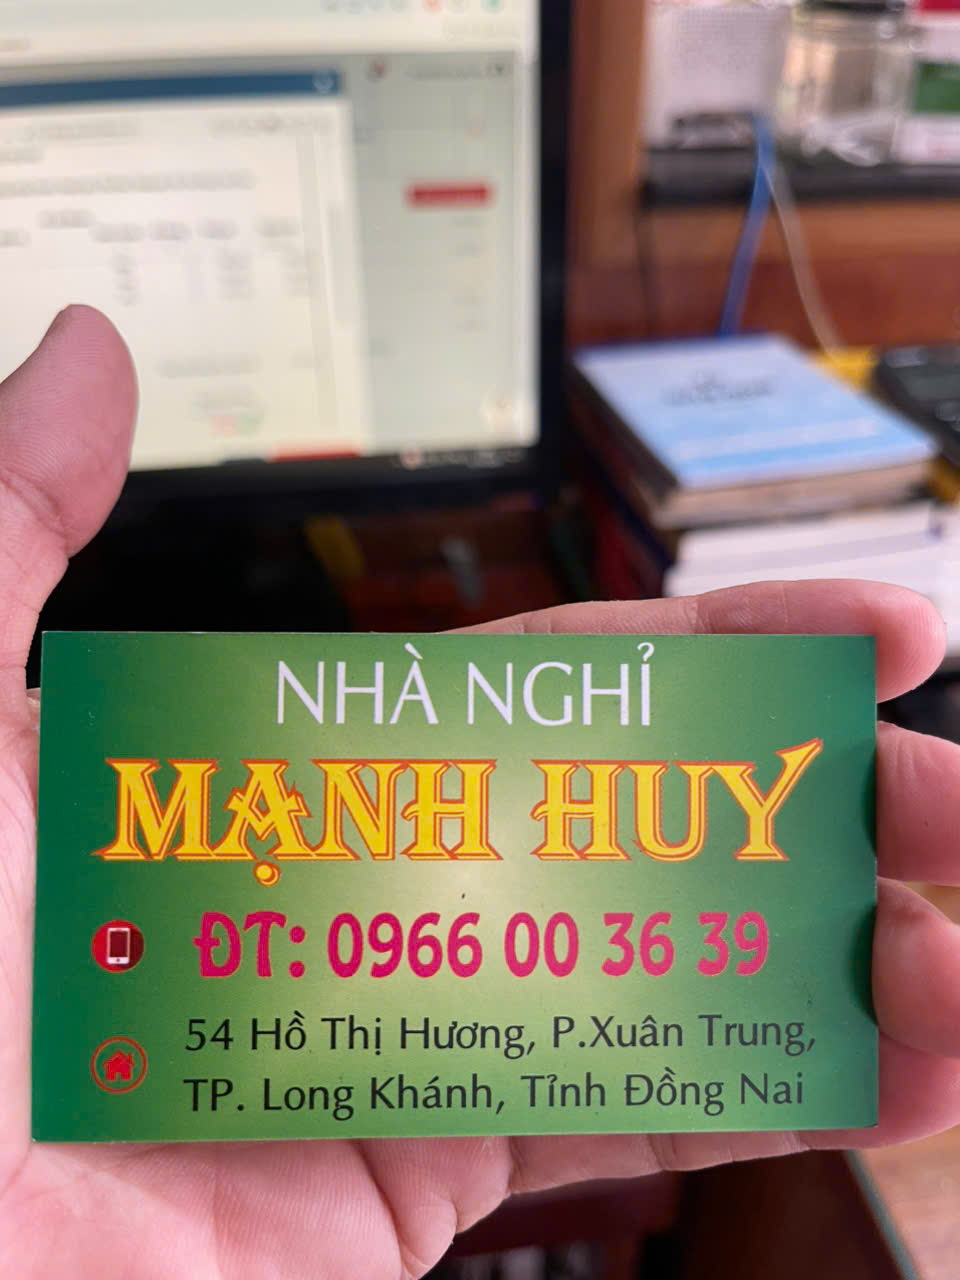 NHÀ NGHỈ
MẠNH HUY
ĐT: 0966 00 36 39
54 Hồ Thị Hương, P.Xuân Trung,
TP. Long Khánh, Tỉnh Đồng Nai